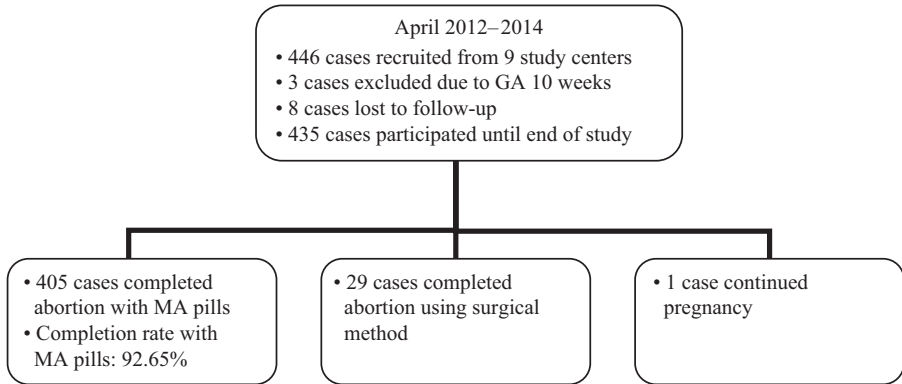 April 2012–2014
• 446 cases recruited from 9 study centers
• 3 cases excluded due to GA 10 weeks
• 8 cases lost to follow-up
• 435 cases participated until end of study
• 405 cases completed
abortion with MA pills
• Completion rate with
MA pills: 92.65%
• 29 cases completed
abortion using surgical
method
• 1 case continued
pregnancy